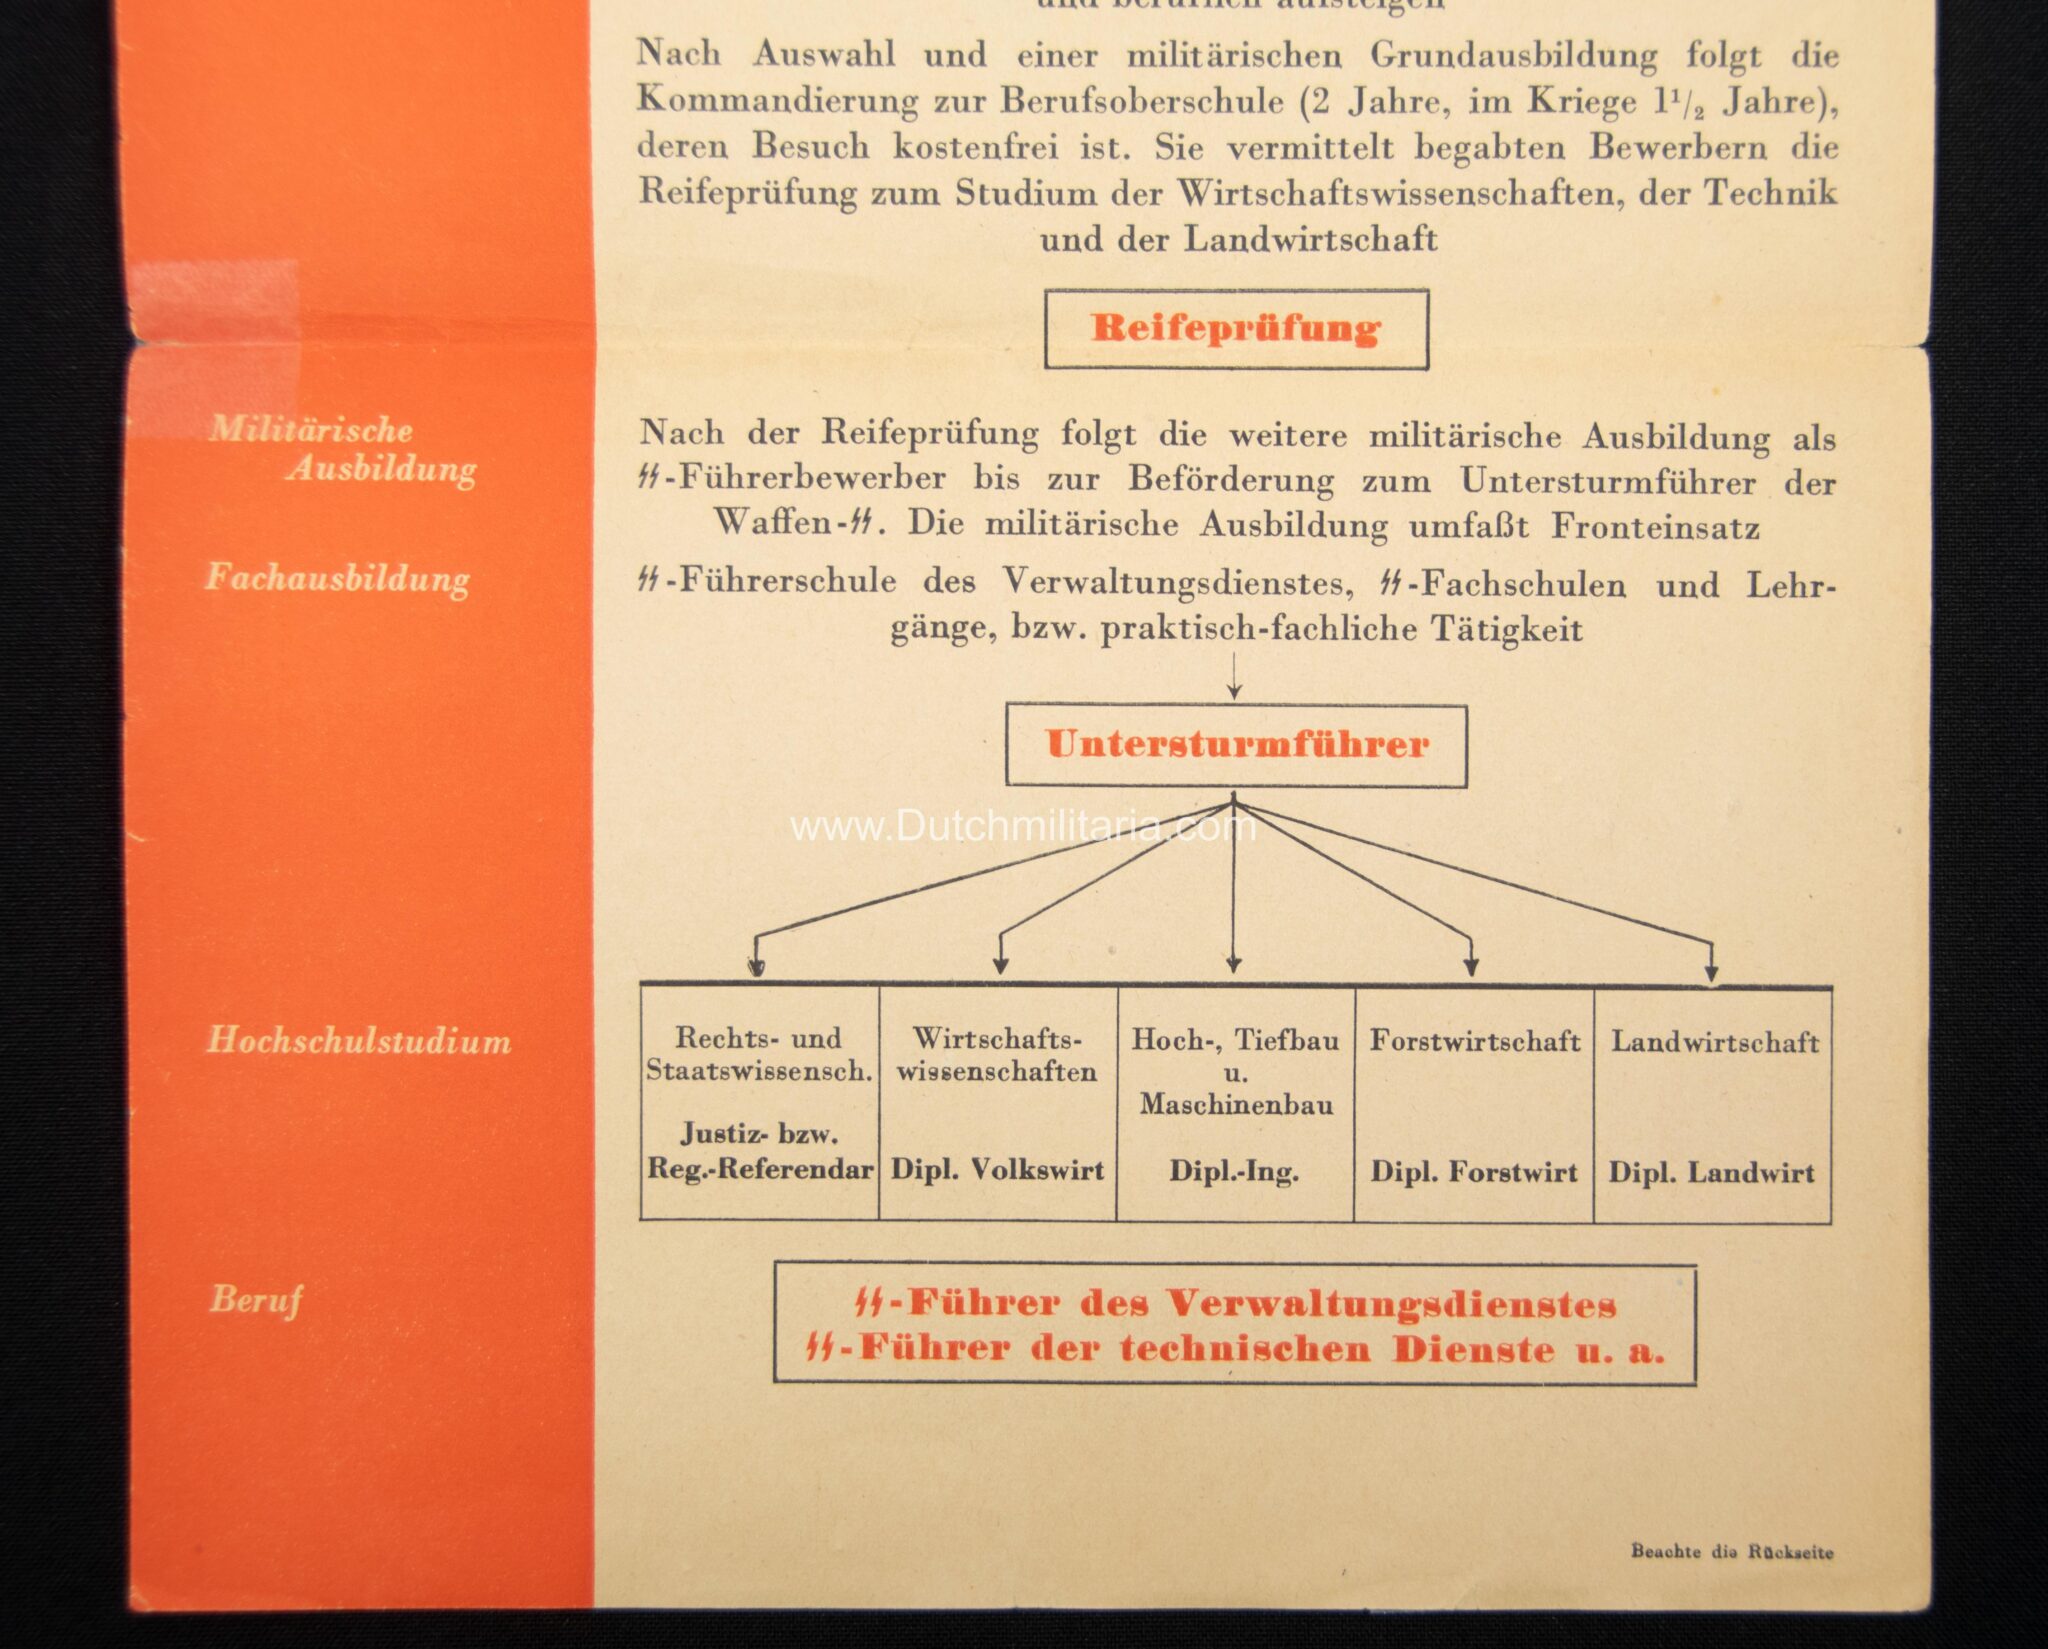 und beruflich aufsteigen
Nach Auswahl und einer militärischen Grundausbildung folgt die
Kommandierung zur Berufsoberschule (2 Jahre, im Kriege 1¹/₂ Jahre),
deren Besuch kostenfrei ist. Sie vermittelt begabten Bewerbern die
Reifeprüfung zum Studium der Wirtschaftswissenschaften, der Technik
und der Landwirtschaft
Reifeprüfung
Militärische
Ausbildung
Nach der Reifeprüfung folgt die weitere militärische Ausbildung als
ᛋᛋ-Führerbewerber bis zur Beförderung zum Untersturmführer der
Waffen-ᛋᛋ. Die militärische Ausbildung umfaßt Fronteinsatz
Fachausbildung
ᛋᛋ-Führerschule des Verwaltungsdienstes, ᛋᛋ-Fachschulen und Lehr-
gänge, bzw. praktisch-fachliche Tätigkeit
Untersturmführer
www.Dutchmilitaria.com
Hochschulstudium
Rechts- und
Staatswissensch.
Justiz- bzw.
Reg.-Referendar
Wirtschafts-
wissenschaften
Dipl. Volkswirt
Hoch-, Tiefbau
u.
Maschinenbau
Dipl.-Ing.
Forstwirtschaft
Dipl. Forstwirt
Landwirtschaft
Dipl. Landwirt
Beruf
ᛋᛋ-Führer des Verwaltungsdienstes
ᛋᛋ-Führer der technischen Dienste u. a.
Beachte die Rückseite